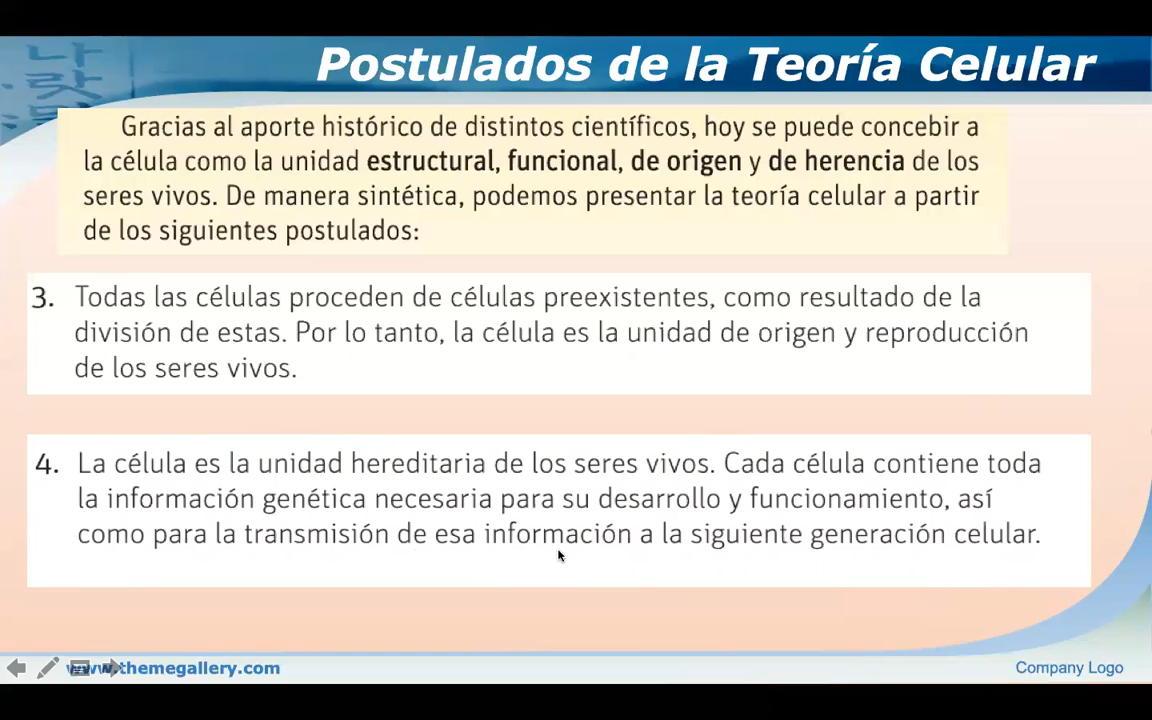 Postulados de la Teoría Celular
Gracias al aporte histórico de distintos científicos, hoy se puede concebir a
la célula como la unidad estructural, funcional, de origen y de herencia de los
seres vivos. De manera sintética, podemos presentar la teoría celular a partir
de los siguientes postulados:
3. Todas las células proceden de células preexistentes, como resultado de la
división de estas. Por lo tanto, la célula es la unidad de origen y reproducción
de los seres vivos.
4. La célula es la unidad hereditaria de los seres vivos. Cada célula contiene toda
la información genética necesaria para su desarrollo y funcionamiento, así
como para la transmisión de esa información a la siguiente generación celular.
www.themegallery.com
Company Logo